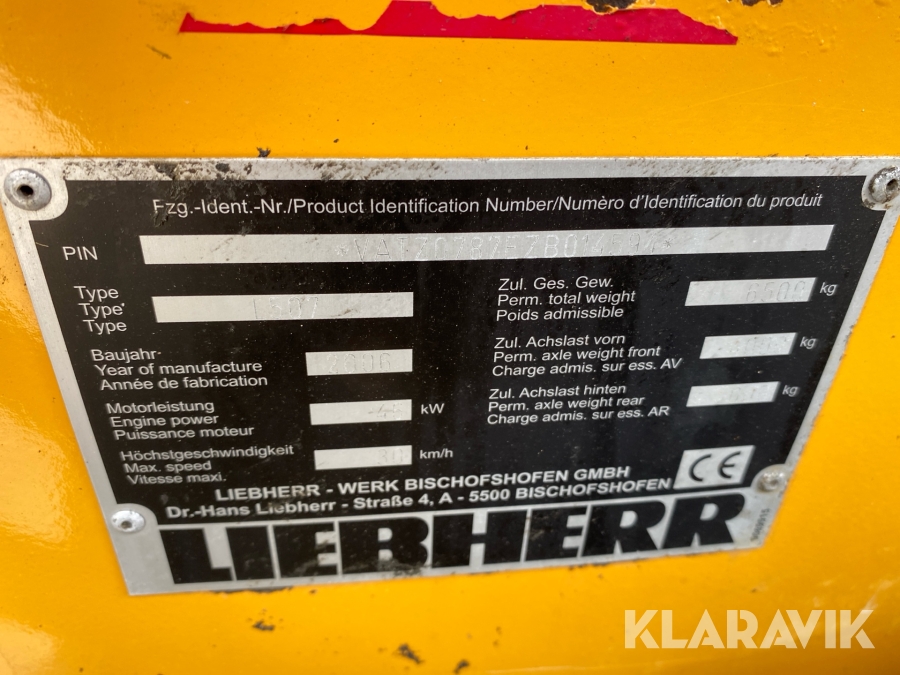 Fzg.-Ident.-Nr./Product Identification Number/Numèro d'Identification du produit
PIN
Type
Type'
Type
Zul. Ges. Gew.
Perm. total weight
Poids admissible
kg
Baujahr
Year of manufacture
Année de fabrication
2006
Zul. Achslast vorn
Perm. axle weight front
Charge admis. sur ess. AV
kg
Motorleistung
Engine power
Puissance moteur
kW
Zul. Achslast hinten
Perm. axle weight rear
Charge admis. sur ess. AR
kg
Höchstgeschwindigkeit
Max. speed
Vitesse maxi.
30 km/h
LIEBHERR - WERK BISCHOFSHOFEN GMBH
Dr.-Hans Liebherr - Straße 4, A - 5500 BISCHOFSHOFEN
CE
LIEBHERR
KLARAVIK